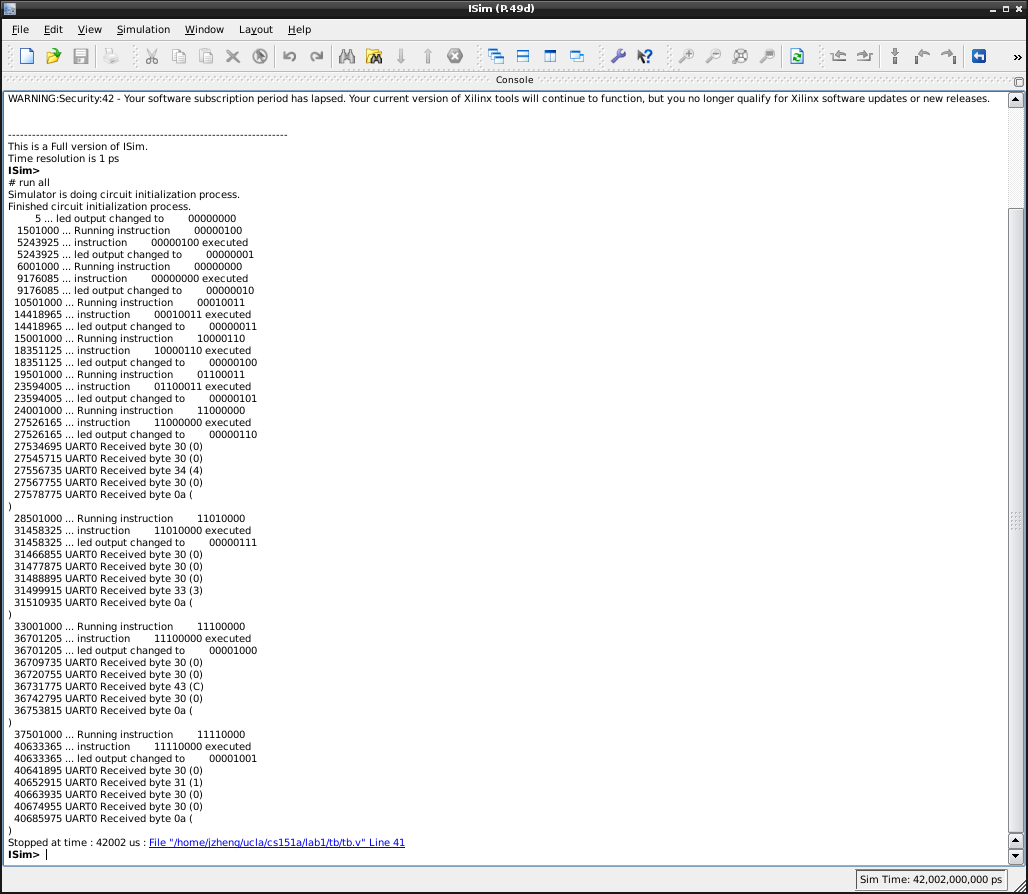 ISim (P.49d)
File Edit View Simulation Window Layout Help
»
Console
WARNING:Security:42 - Your software subscription period has lapsed. Your current version of Xilinx tools will continue to function, but you no longer qualify for Xilinx software updates or new releases.
----------------------------------------------------------------------
This is a Full version of ISim.
Time resolution is 1 ps
ISim>
# run all
Simulator is doing circuit initialization process.
Finished circuit initialization process.
5 ... led output changed to 00000000
1501000 ... Running instruction 00000100
5243925 ... instruction 00000100 executed
5243925 ... led output changed to 00000001
6001000 ... Running instruction 00000000
9176085 ... instruction 00000000 executed
9176085 ... led output changed to 00000010
10501000 ... Running instruction 00010011
14418965 ... instruction 00010011 executed
14418965 ... led output changed to 00000011
15001000 ... Running instruction 10000110
18351125 ... instruction 10000110 executed
18351125 ... led output changed to 00000100
19501000 ... Running instruction 01100011
23594005 ... instruction 01100011 executed
23594005 ... led output changed to 00000101
24001000 ... Running instruction 11000000
27526165 ... instruction 11000000 executed
27526165 ... led output changed to 00000110
27534695 UART0 Received byte 30 (0)
27545715 UART0 Received byte 30 (0)
27556735 UART0 Received byte 34 (4)
27567755 UART0 Received byte 30 (0)
27578775 UART0 Received byte 0a (
)
28501000 ... Running instruction 11010000
31458325 ... instruction 11010000 executed
31458325 ... led output changed to 00000111
31466855 UART0 Received byte 30 (0)
31477875 UART0 Received byte 30 (0)
31488895 UART0 Received byte 30 (0)
31499915 UART0 Received byte 33 (3)
31510935 UART0 Received byte 0a (
)
33001000 ... Running instruction 11100000
36701205 ... instruction 11100000 executed
36701205 ... led output changed to 00001000
36709735 UART0 Received byte 30 (0)
36720755 UART0 Received byte 30 (0)
36731775 UART0 Received byte 43 (C)
36742795 UART0 Received byte 30 (0)
36753815 UART0 Received byte 0a (
)
37501000 ... Running instruction 11110000
40633365 ... instruction 11110000 executed
40633365 ... led output changed to 00001001
40641895 UART0 Received byte 30 (0)
40652915 UART0 Received byte 31 (1)
40663935 UART0 Received byte 30 (0)
40674955 UART0 Received byte 30 (0)
40685975 UART0 Received byte 0a (
)
Stopped at time : 42002 us : File "/home/jzheng/ucla/cs151a/lab1/tb/tb.v" Line 41
ISim>
Sim Time: 42,002,000,000 ps